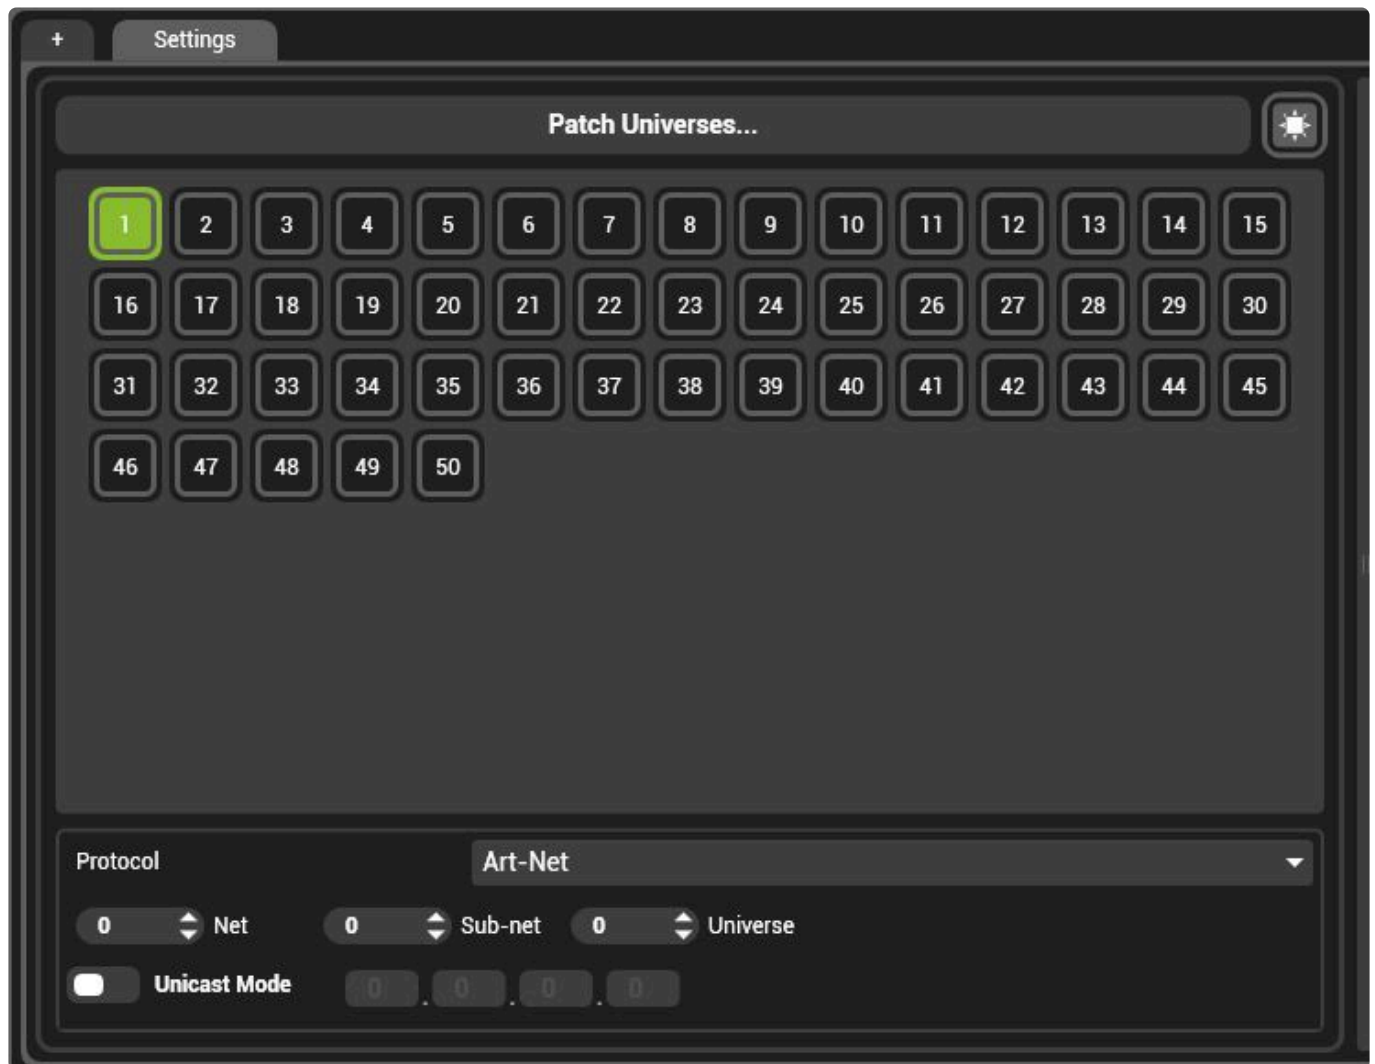 + Settings
Patch Universes...
1 2 3 4 5 6 7 8 9 10 11 12 13 14 15
16 17 18 19 20 21 22 23 24 25 26 27 28 29 30
31 32 33 34 35 36 37 38 39 40 41 42 43 44 45
46 47 48 49 50
Protocol Art-Net
0 Net 0 Sub-net 0 Universe
Unicast Mode 0 . 0 . 0 . 0